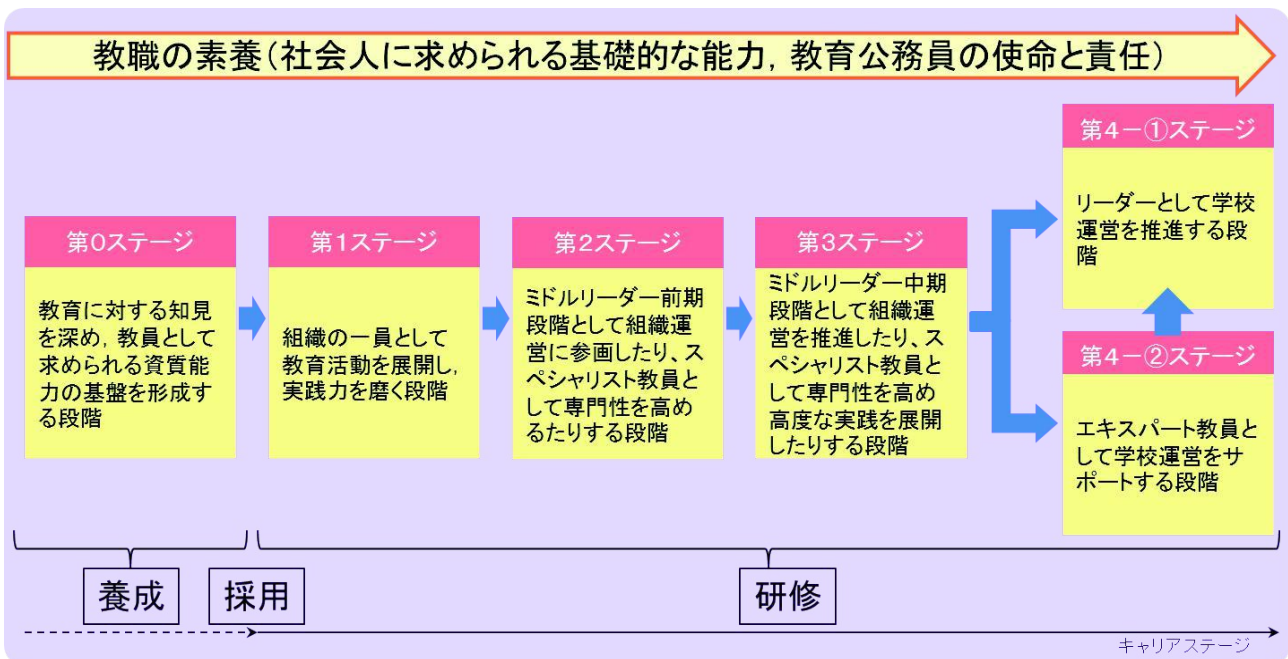 教職の素養(社会人に求められる基礎的な能力,教育公務員の使命と責任)
第0ステージ
教育に対する知見
を深め,教員として
求められる資質能
力の基盤を形成す
る段階
第1ステージ
組織の一員として
教育活動を展開し,
実践力を磨く段階
第2ステージ
ミドルリーダー前期
段階として組織運
営に参画したり、ス
ペシャリスト教員と
して専門性を高め
るたりする段階
第3ステージ
ミドルリーダー中期
段階として組織運
営を推進したり、ス
ペシャリスト教員と
して専門性を高め
高度な実践を展開
したりする段階
第4-①ステージ
リーダーとして学校
運営を推進する段
階
第4-②ステージ
エキスパート教員と
して学校運営をサ
ポートする段階
養成
採用
研修
キャリアステージ